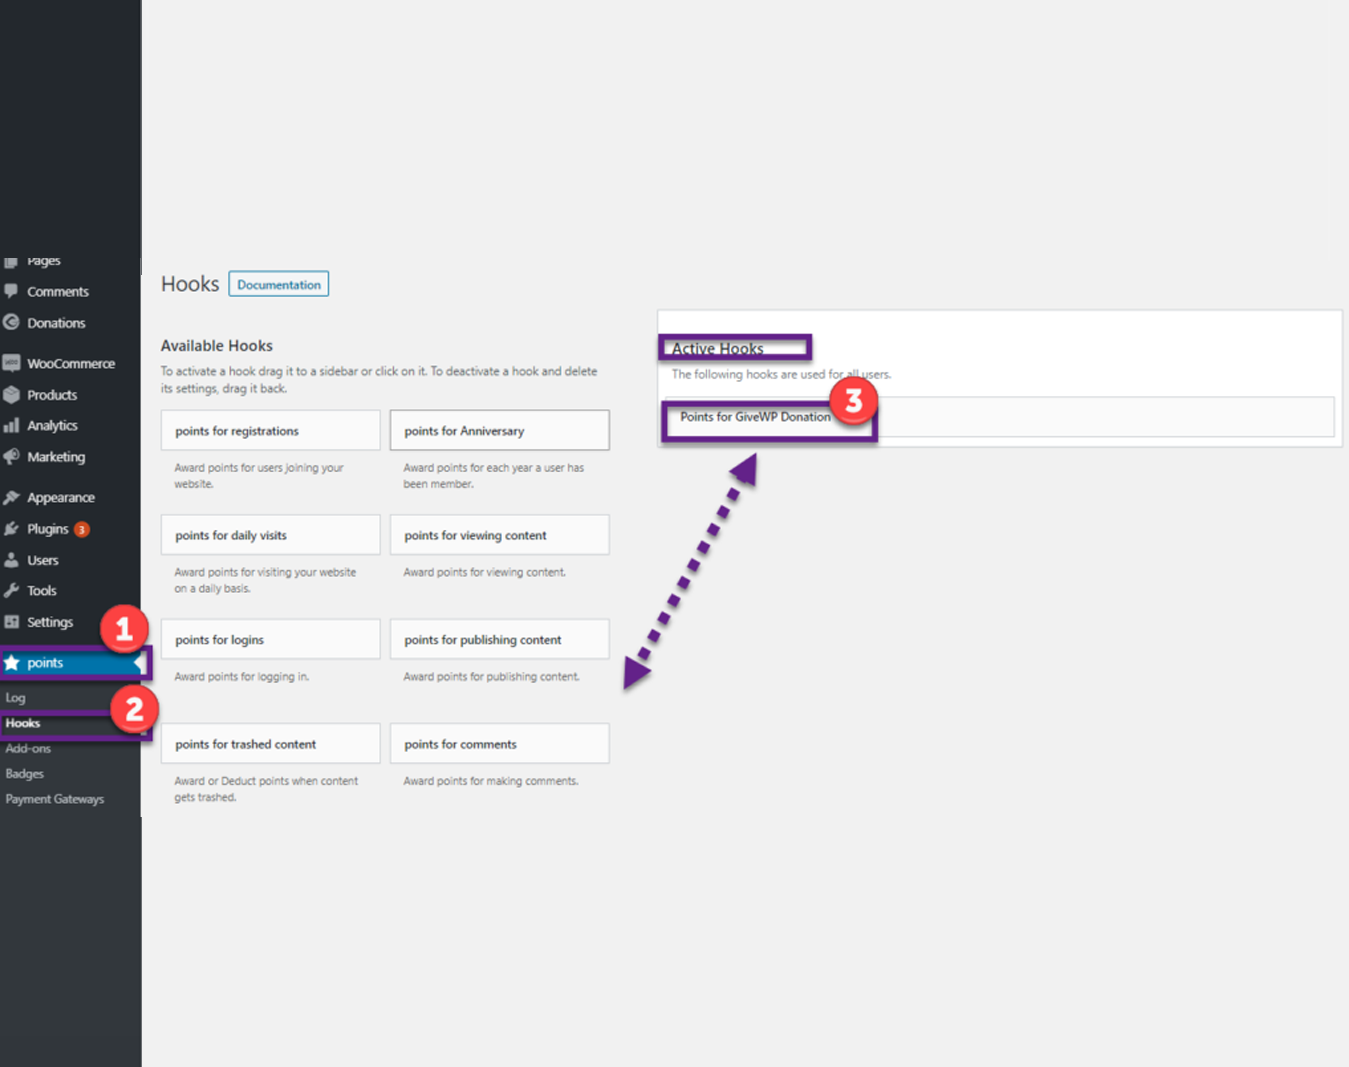 Pages
Comments
Donations
WooCommerce
Products
Analytics
Marketing
Appearance
Plugins 3
Users
Tools
Settings
1
points
Log
2
Hooks
Add-ons
Badges
Payment Gateways
Hooks Documentation
Available Hooks
To activate a hook drag it to a sidebar or click on it. To deactivate a hook and delete
its settings, drag it back.
points for registrations
Award points for users joining your
website.
points for Anniversary
Award points for each year a user has
been member.
points for daily visits
Award points for visiting your website
on a daily basis.
points for viewing content
Award points for viewing content.
points for logins
Award points for logging in.
points for publishing content
Award points for publishing content.
points for trashed content
Award or Deduct points when content
gets trashed.
points for comments
Award points for making comments.
Active Hooks
The following hooks are used for all users.
3
Points for GiveWP Donation